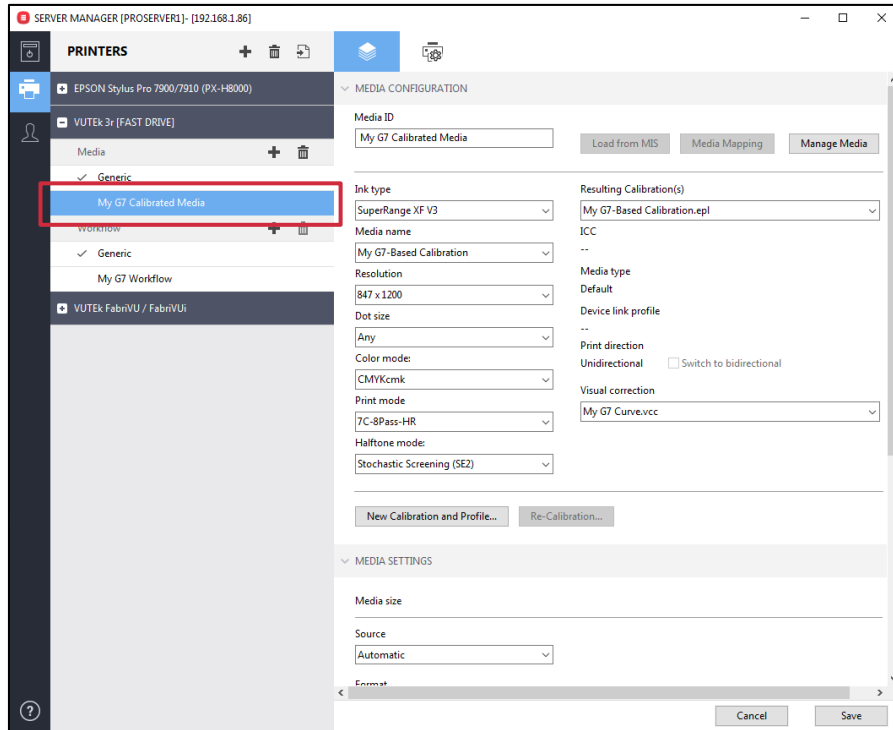 SERVER MANAGER [PROSERVER1]- [192.168.1.86]
PRINTERS
EPSON Stylus Pro 7900/7910 (PX-H8000)
VUTEk 3r [FAST DRIVE]
Media
Generic
My G7 Calibrated Media
Workflow
Generic
My G7 Workflow
VUTEk FabriVU / FabriVUi
MEDIA CONFIGURATION
Media ID
My G7 Calibrated Media
Load from MIS
Media Mapping
Manage Media
Ink type
SuperRange XF V3
Media name
My G7-Based Calibration
Resolution
847 x 1200
Dot size
Any
Color mode:
CMYKcmk
Print mode
7C-8Pass-HR
Halftone mode:
Stochastic Screening (SE2)
Resulting Calibration(s)
My G7-Based Calibration.epl
ICC
--
Media type
Default
Device link profile
--
Print direction
Unidirectional
Switch to bidirectional
Visual correction
My G7 Curve.vcc
New Calibration and Profile...
Re-Calibration...
MEDIA SETTINGS
Media size
Source
Automatic
Format
Cancel
Save